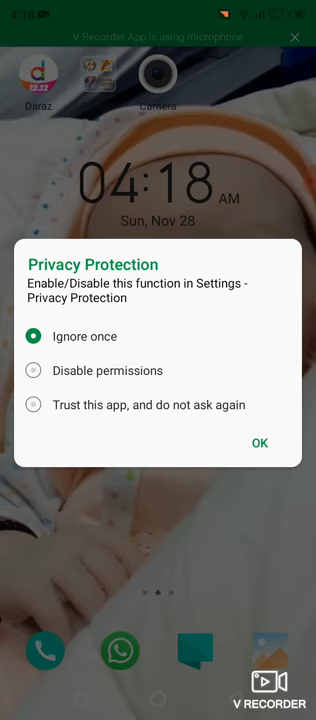 4:18
V Recorder App is using microphone
12.12
Daraz
Camera
04:18 AM
Sun, Nov 28
Privacy Protection
Enable/Disable this function in Settings -
Privacy Protection
Ignore once
Disable permissions
Trust this app, and do not ask again
OK
V RECORDER